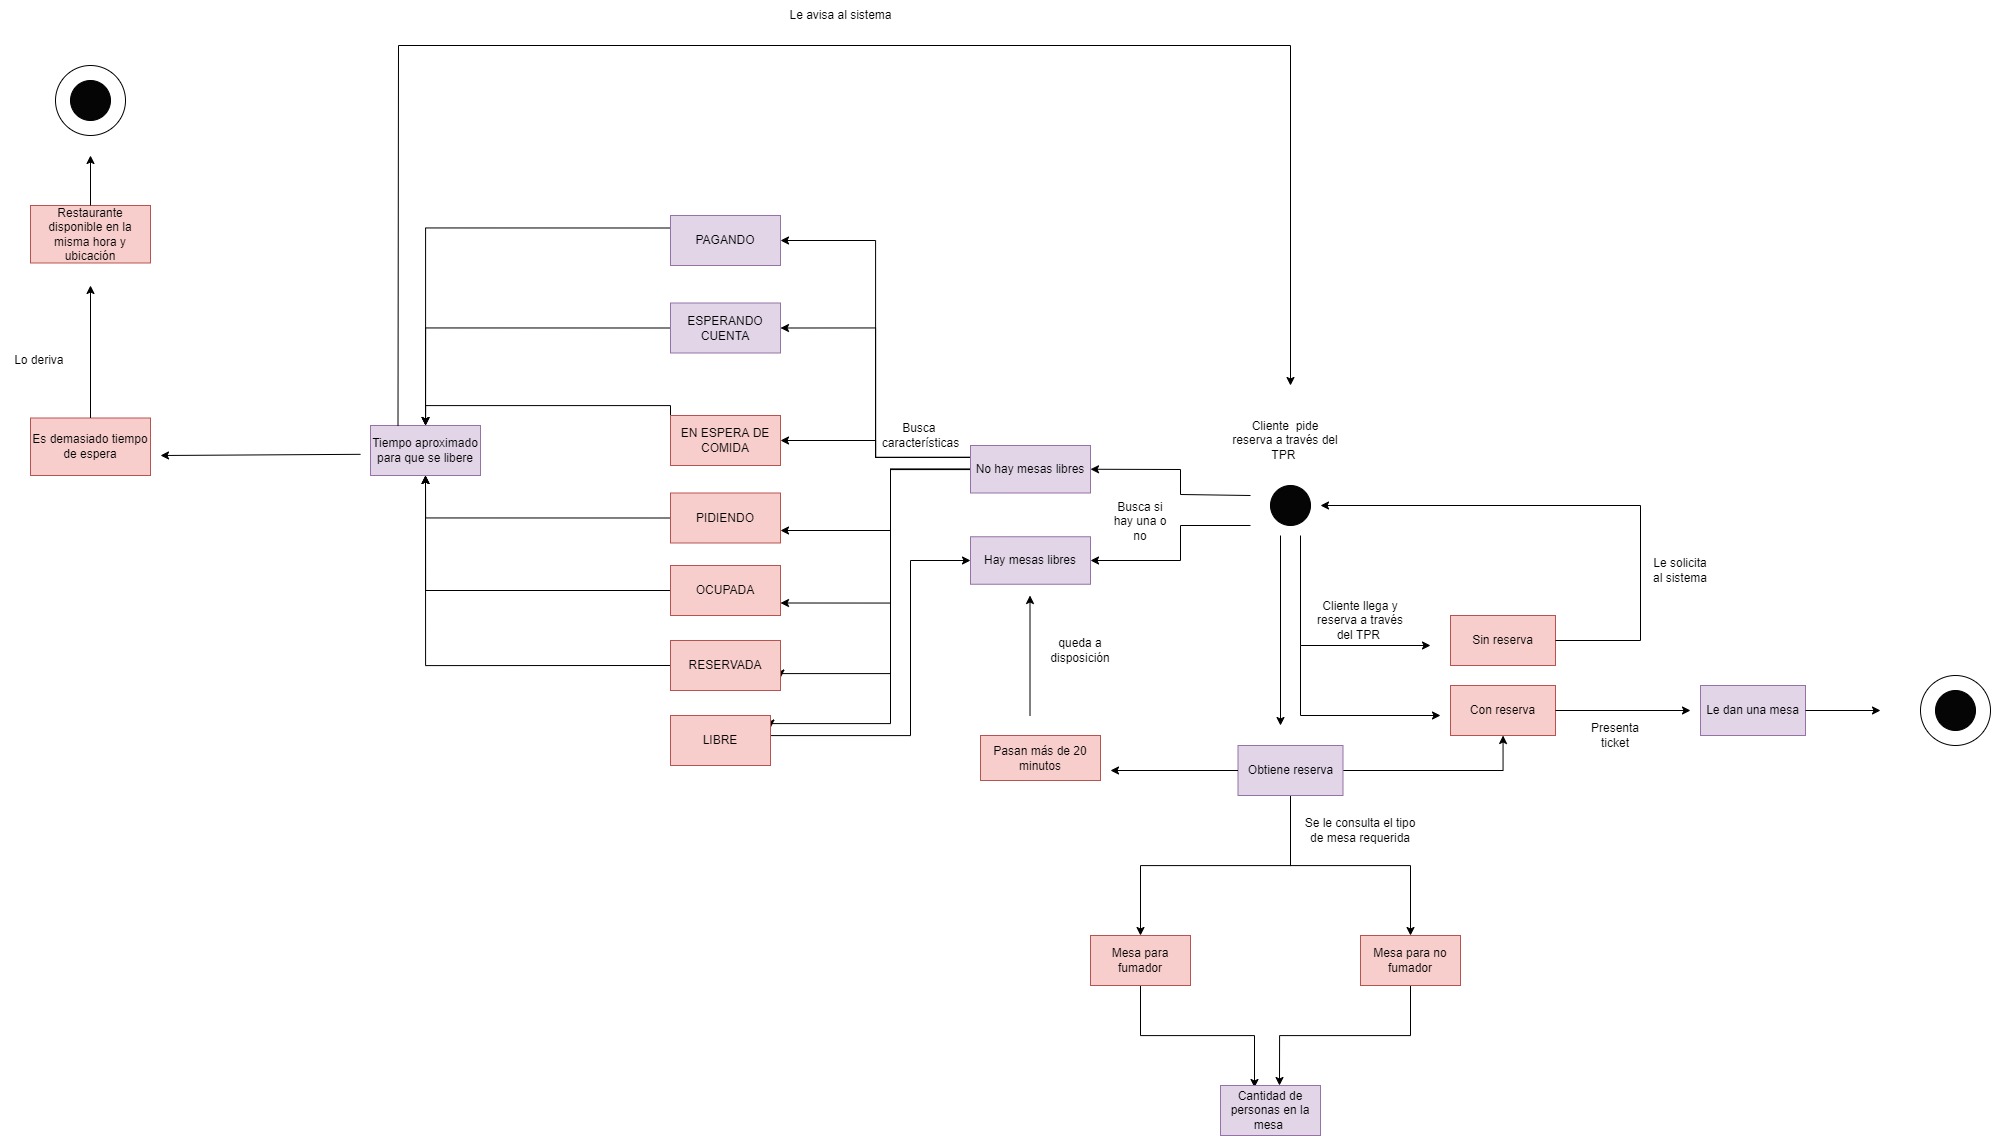 Le avisa al sistema
Restaurante
disponible en la
misma hora y
ubicación
PAGANDO
ESPERANDO
CUENTA
Lo deriva
Es demasiado tiempo
de espera
Tiempo aproximado
para que se libere
EN ESPERA DE
COMIDA
Busca
características
No hay mesas libres
Cliente pide
reserva a través del
TPR
PIDIENDO
Busca si
hay una o
no
Hay mesas libres
OCUPADA
Le solicita
al sistema
Cliente llega y
reserva a través
del TPR
Sin reserva
queda a
disposición
RESERVADA
Con reserva
Le dan una mesa
Presenta
ticket
LIBRE
Pasan más de 20
minutos
Obtiene reserva
Se le consulta el tipo
de mesa requerida
Mesa para
fumador
Mesa para no
fumador
Cantidad de
personas en la
mesa